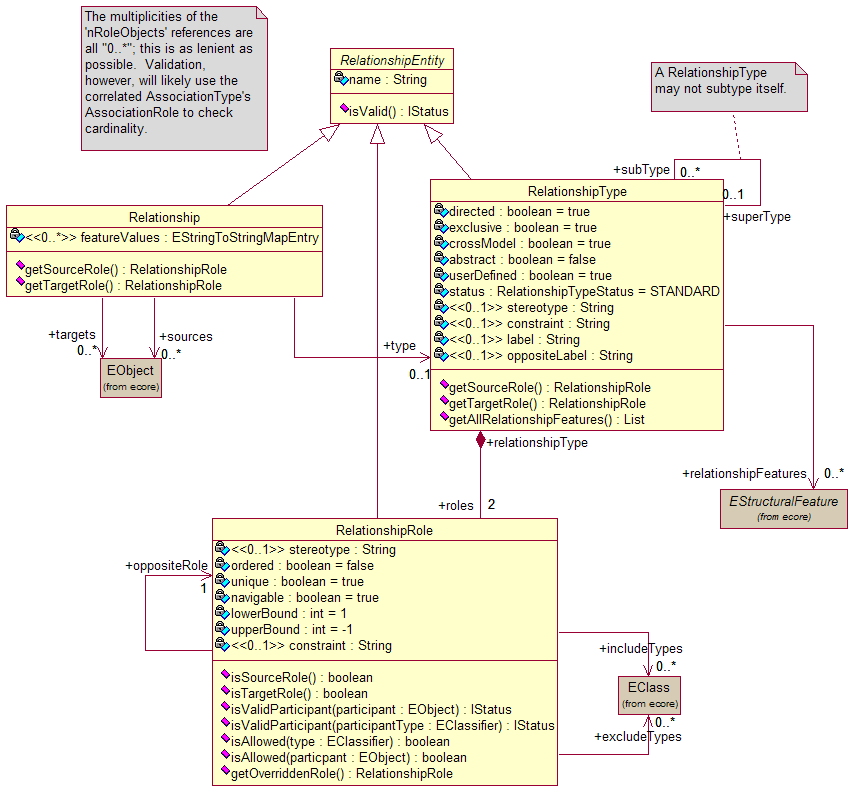 The multiplicities of the
'nRoleObjects' references are
all "0..*"; this is as lenient as
possible.  Validation,
however, will likely use the
correlated AssociationType's
AssociationRole to check
cardinality.
RelationshipEntity
name : String
isValid() : IStatus
A RelationshipType
may not subtype itself.
+subType
0..*
0..1
+superType
Relationship
<<0..*>> featureValues : EStringToStringMapEntry
getSourceRole() : RelationshipRole
getTargetRole() : RelationshipRole
RelationshipType
directed : boolean = true
exclusive : boolean = true
crossModel : boolean = true
abstract : boolean = false
userDefined : boolean = true
status : RelationshipTypeStatus = STANDARD
<<0..1>> stereotype : String
<<0..1>> constraint : String
<<0..1>> label : String
<<0..1>> oppositeLabel : String
getSourceRole() : RelationshipRole
getTargetRole() : RelationshipRole
getAllRelationshipFeatures() : List
+targets
0..*
+sources
0..*
EObject
(from ecore)
+type
0..1
+relationshipType
+roles
2
+relationshipFeatures
0..*
EStructuralFeature
(from ecore)
RelationshipRole
<<0..1>> stereotype : String
ordered : boolean = false
unique : boolean = true
navigable : boolean = true
lowerBound : int = 1
upperBound : int = -1
<<0..1>> constraint : String
isSourceRole() : boolean
isTargetRole() : boolean
isValidParticipant(participant : EObject) : IStatus
isValidParticipant(participantType : EClassifier) : IStatus
isAllowed(type : EClassifier) : boolean
isAllowed(particpant : EObject) : boolean
getOverriddenRole() : RelationshipRole
+oppositeRole
1
+includeTypes
0..*
EClass
(from ecore)
0..*
+excludeTypes